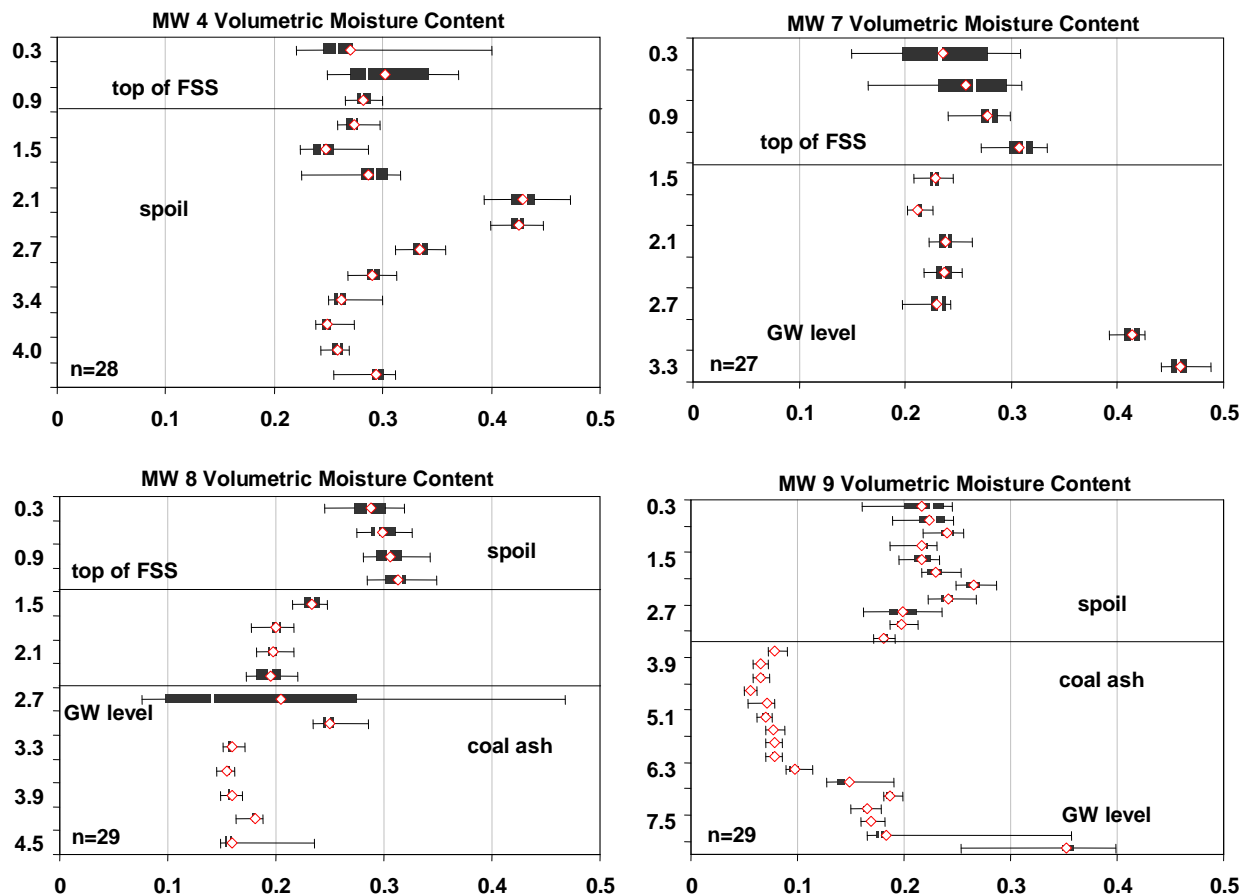 MW 4 Volumetric Moisture Content
0.3
top of FSS
0.9
1.5
spoil
2.1
2.7
3.4
4.0
n=28
0 0.1 0.2 0.3 0.4 0.5
MW 7 Volumetric Moisture Content
0.3
0.9
top of FSS
1.5
2.1
2.7
GW level
3.3
n=27
0 0.1 0.2 0.3 0.4 0.5
MW 8 Volumetric Moisture Content
0.3
spoil
0.9
top of FSS
1.5
2.1
2.7
GW level
coal ash
3.3
3.9
n=29
4.5
0 0.1 0.2 0.3 0.4 0.5
MW 9 Volumetric Moisture Content
0.3
1.5
2.7
spoil
3.9
coal ash
5.1
6.3
GW level
7.5
n=29
0 0.1 0.2 0.3 0.4 0.5